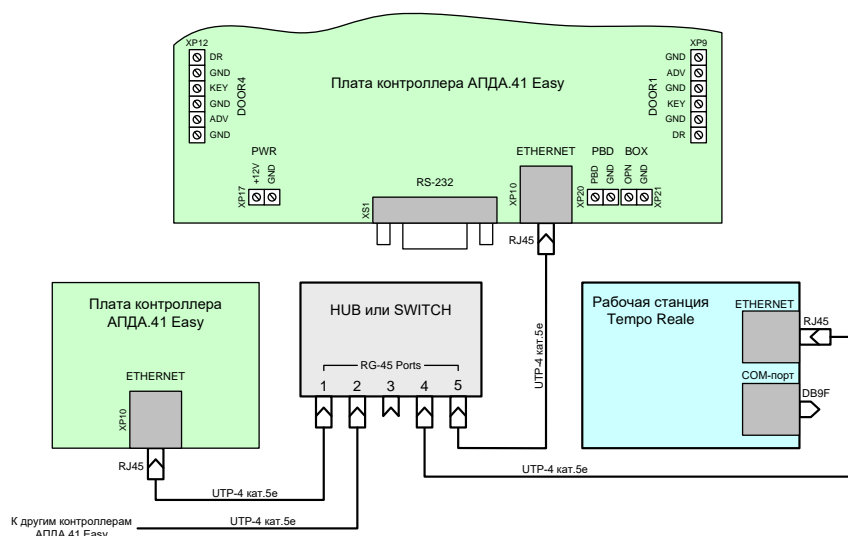 XP12
DR
GND
KEY
GND
ADV
GND
DOOR4
Плата контроллера АПДА.41 Easy
XP9
GND
ADV
GND
KEY
GND
DR
DOOR1
PWR
+12V
GND
XP17
RS-232
XS1
ETHERNET
XP10
PBD
BOX
PBD
GND
OPN
GND
XP20
XP21
RJ45
Плата контроллера
АПДА.41 Easy
ETHERNET
XP10
RJ45
HUB или SWITCH
RG-45 Ports
1 2 3 4 5
UTP-4 кат.5е
Рабочая станция
Tempo Reale
ETHERNET
RJ45
COM-порт
DB9F
UTP-4 кат.5е
UTP-4 кат.5е
К другим контроллерам
АПДА.41 Easy
UTP-4 кат.5е